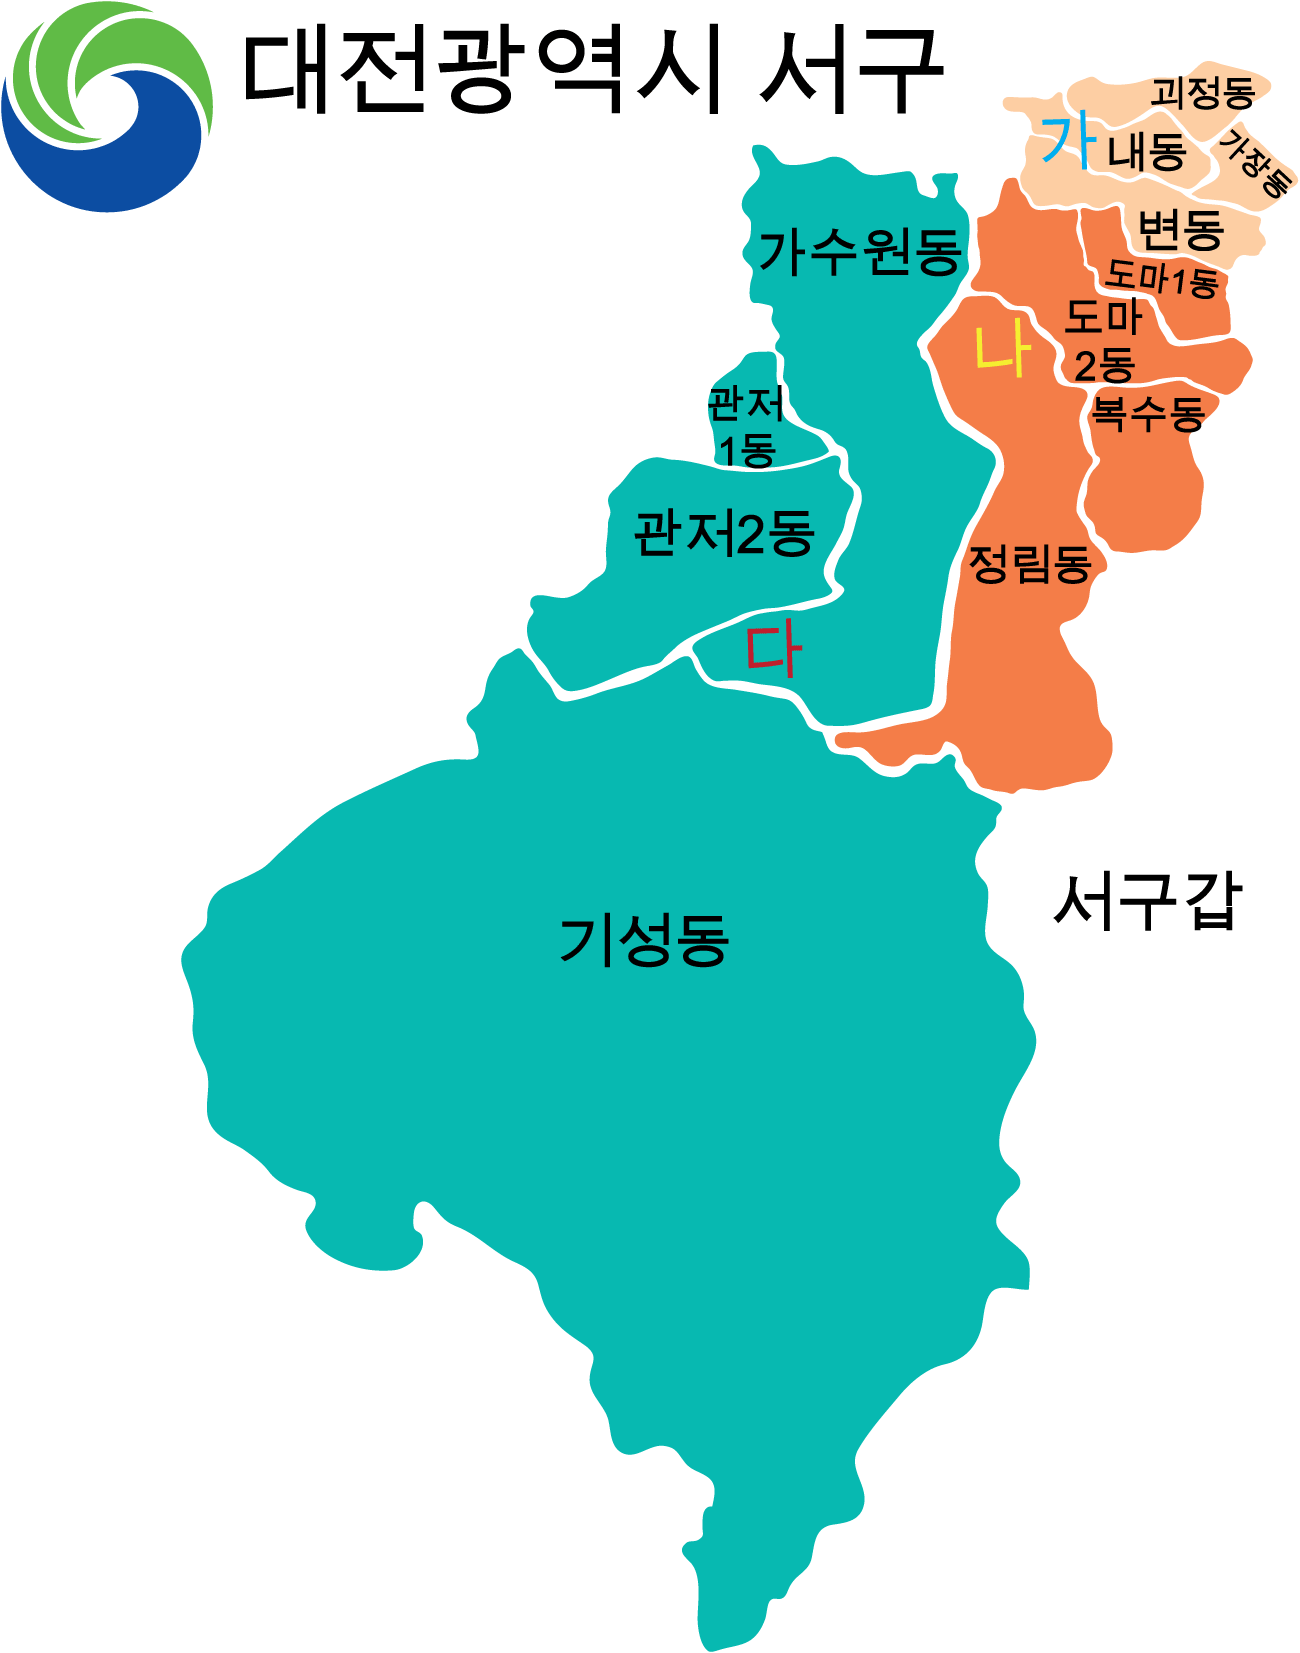 대전광역시 서구
괴정동
가
내동
가장동
변동
가수원동
도마1동
도마
2동
나
관저
1동
복수동
관저2동
정림동
다
서구갑
기성동